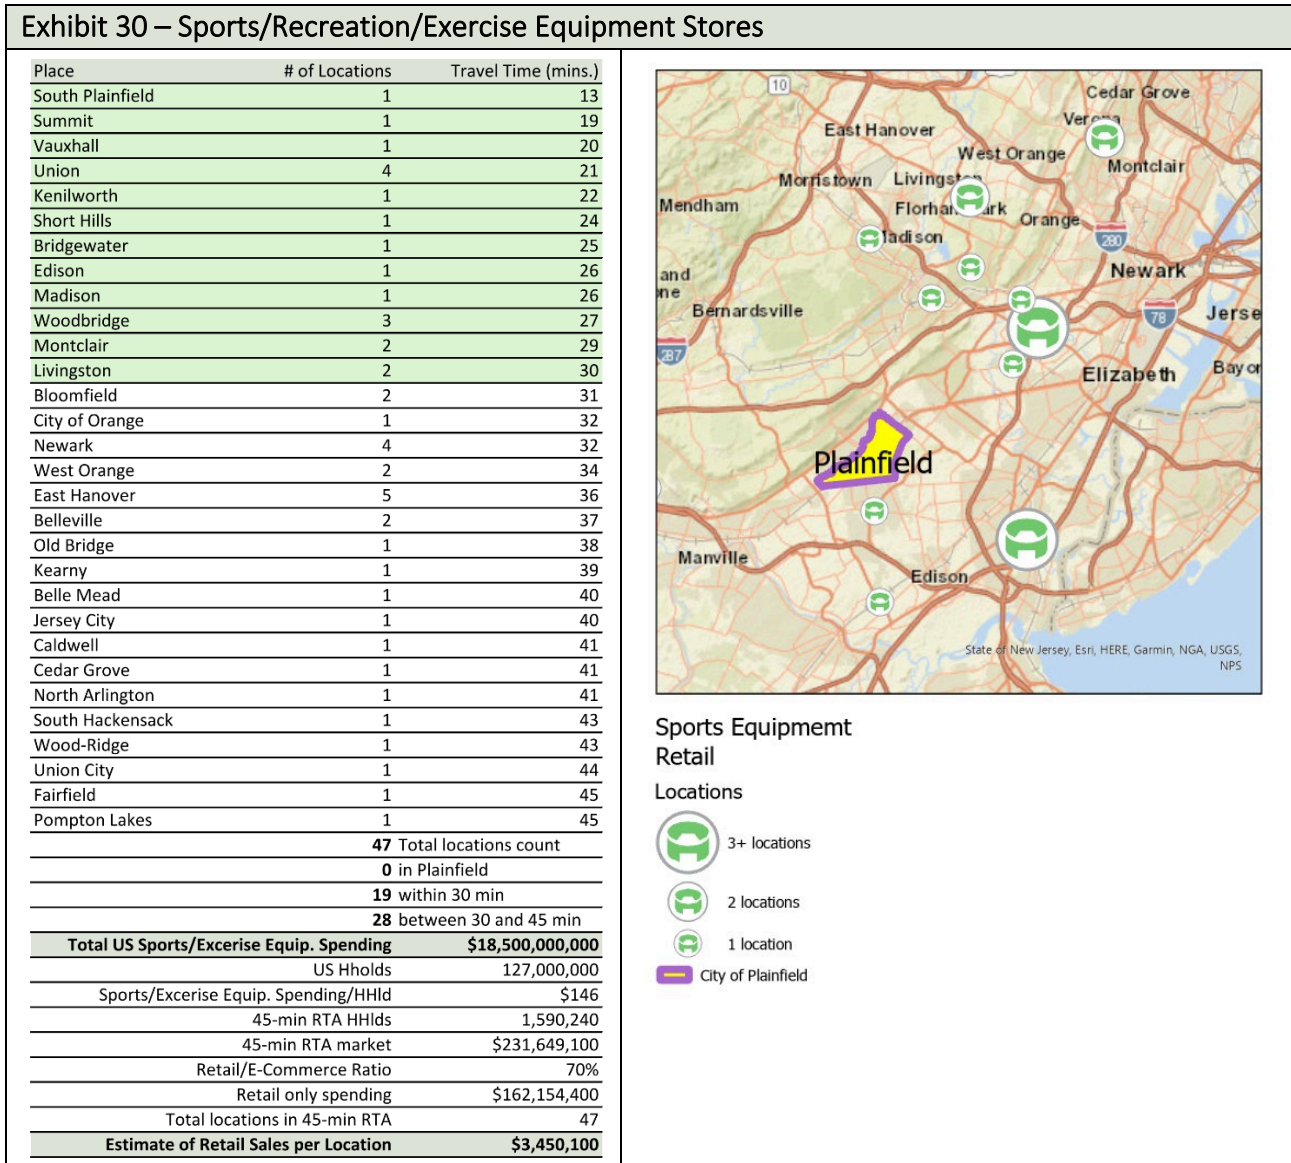 Exhibit 30 – Sports/Recreation/Exercise Equipment Stores
Place # of Locations Travel Time (mins.)
South Plainfield 1 13
Summit 1 19
Vauxhall 1 20
Union 4 21
Kenilworth 1 22
Short Hills 1 24
Bridgewater 1 25
Edison 1 26
Madison 1 26
Woodbridge 3 27
Montclair 2 29
Livingston 2 30
Bloomfield 2 31
City of Orange 1 32
Newark 4 32
West Orange 2 34
East Hanover 5 36
Belleville 2 37
Old Bridge 1 38
Kearny 1 39
Belle Mead 1 40
Jersey City 1 40
Caldwell 1 41
Cedar Grove 1 41
North Arlington 1 41
South Hackensack 1 43
Wood-Ridge 1 43
Union City 1 44
Fairfield 1 45
Pompton Lakes 1 45
47 Total locations count
0 in Plainfield
19 within 30 min
28 between 30 and 45 min
Total US Sports/Excerise Equip. Spending $18,500,000,000
US Hholds 127,000,000
Sports/Excerise Equip. Spending/HHld $146
45-min RTA HHlds 1,590,240
45-min RTA market $231,649,100
Retail/E-Commerce Ratio 70%
Retail only spending $162,154,400
Total locations in 45-min RTA 47
Estimate of Retail Sales per Location $3,450,100
10
Cedar Grove
East Hanover
West Orange
Montclair
Morristown
Mendham
Orange
280
Newark
and
Bernardsville
78
Jerse
287
Elizabeth
Bayon
Plainfield
Manville
Edison
State of New Jersey, Esri, HERE, Garmin, NGA, USGS,
NPS
Sports Equipmemt
Retail
Locations
3+ locations
2 locations
1 location
City of Plainfield